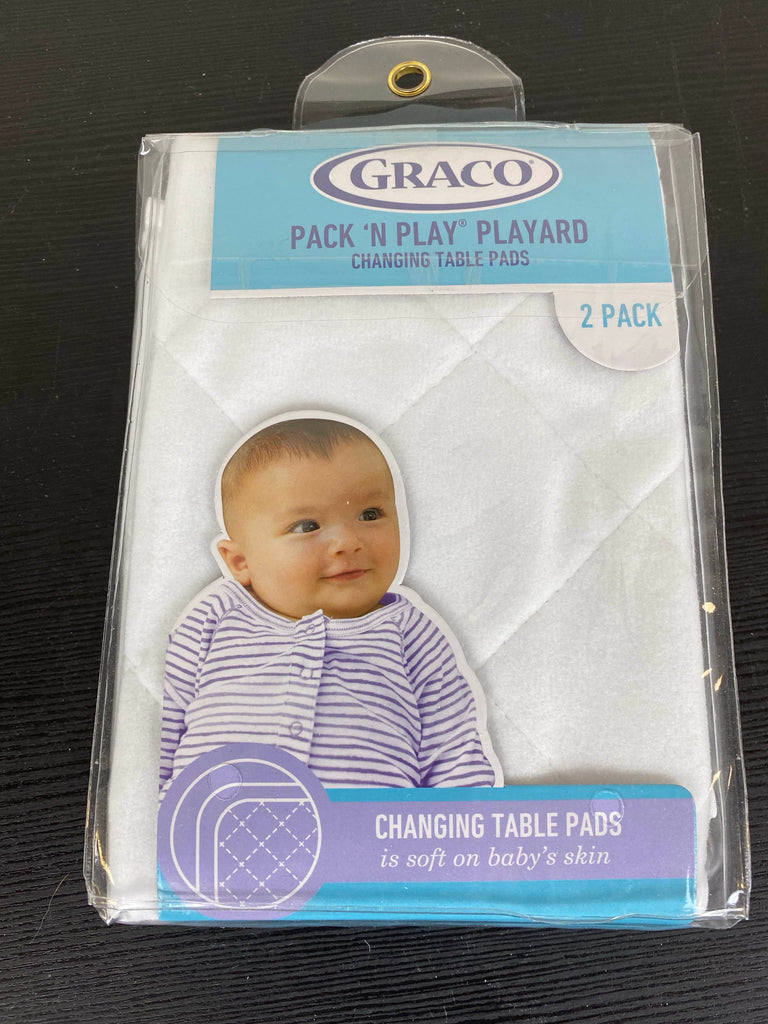 GRACO®
PACK 'N PLAY® PLAYARD
CHANGING TABLE PADS
2 PACK
CHANGING TABLE PADS
is soft on baby's skin